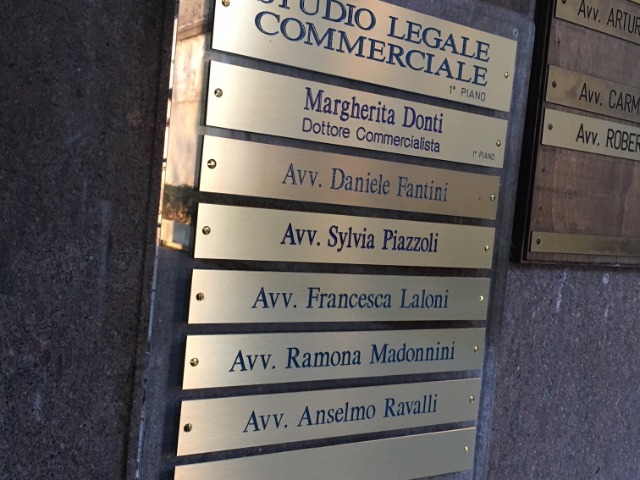 STUDIO LEGALE
COMMERCIALE
1° PIANO
Margherita Donti
Dottore Commercialista
1° PIANO
Avv. Daniele Fantini
Avv. Sylvia Piazzoli
Avv. Francesca Laloni
Avv. Ramona Madonnini
Avv. Anselmo Ravalli
Avv. ARTUR
Avv. CARM
Avv. ROBER